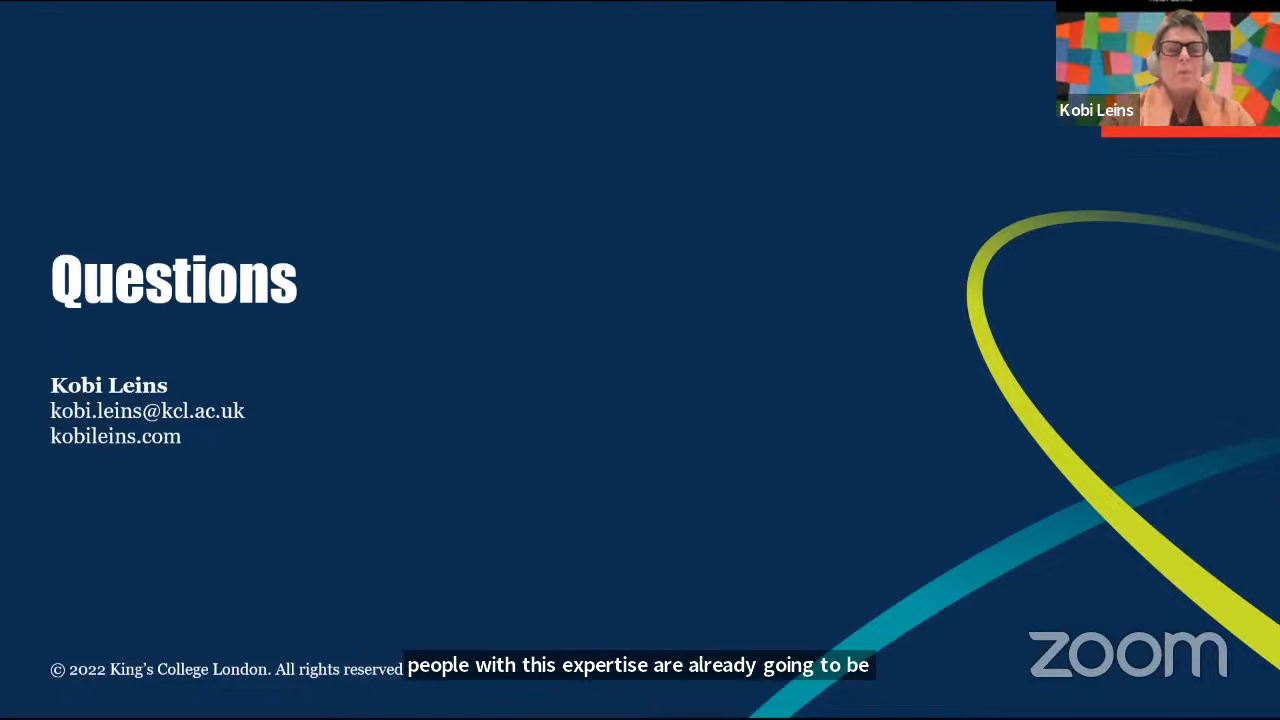 Kobi Leins
Questions
Kobi Leins
kobi.leins@kcl.ac.uk
kobileins.com
zoom
© 2022 King's College London. All rights reserved
people with this expertise are already going to be